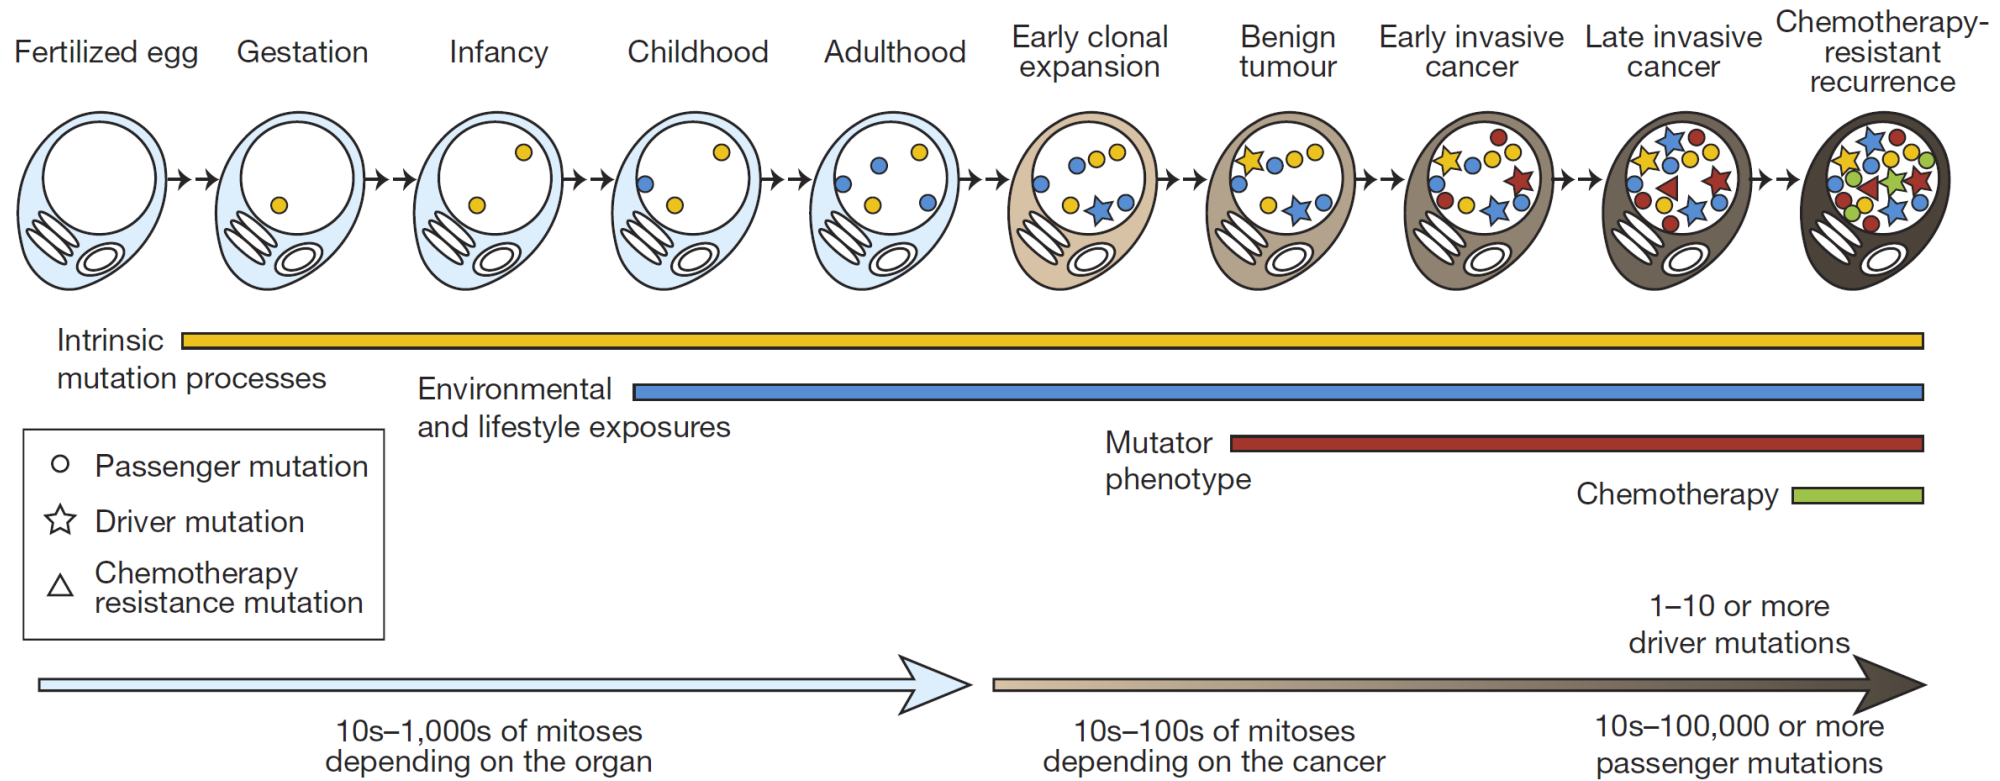 Fertilized egg
Gestation
Infancy
Childhood
Adulthood
Early clonal
expansion
Benign
tumour
Early invasive
cancer
Late invasive
cancer
Chemotherapy-
resistant
recurrence
Intrinsic
mutation processes
Environmental
and lifestyle exposures
Mutator
phenotype
Chemotherapy
Passenger mutation
Driver mutation
Chemotherapy
resistance mutation
1–10 or more
driver mutations
10s–1,000s of mitoses
depending on the organ
10s–100s of mitoses
depending on the cancer
10s–100,000 or more
passenger mutations